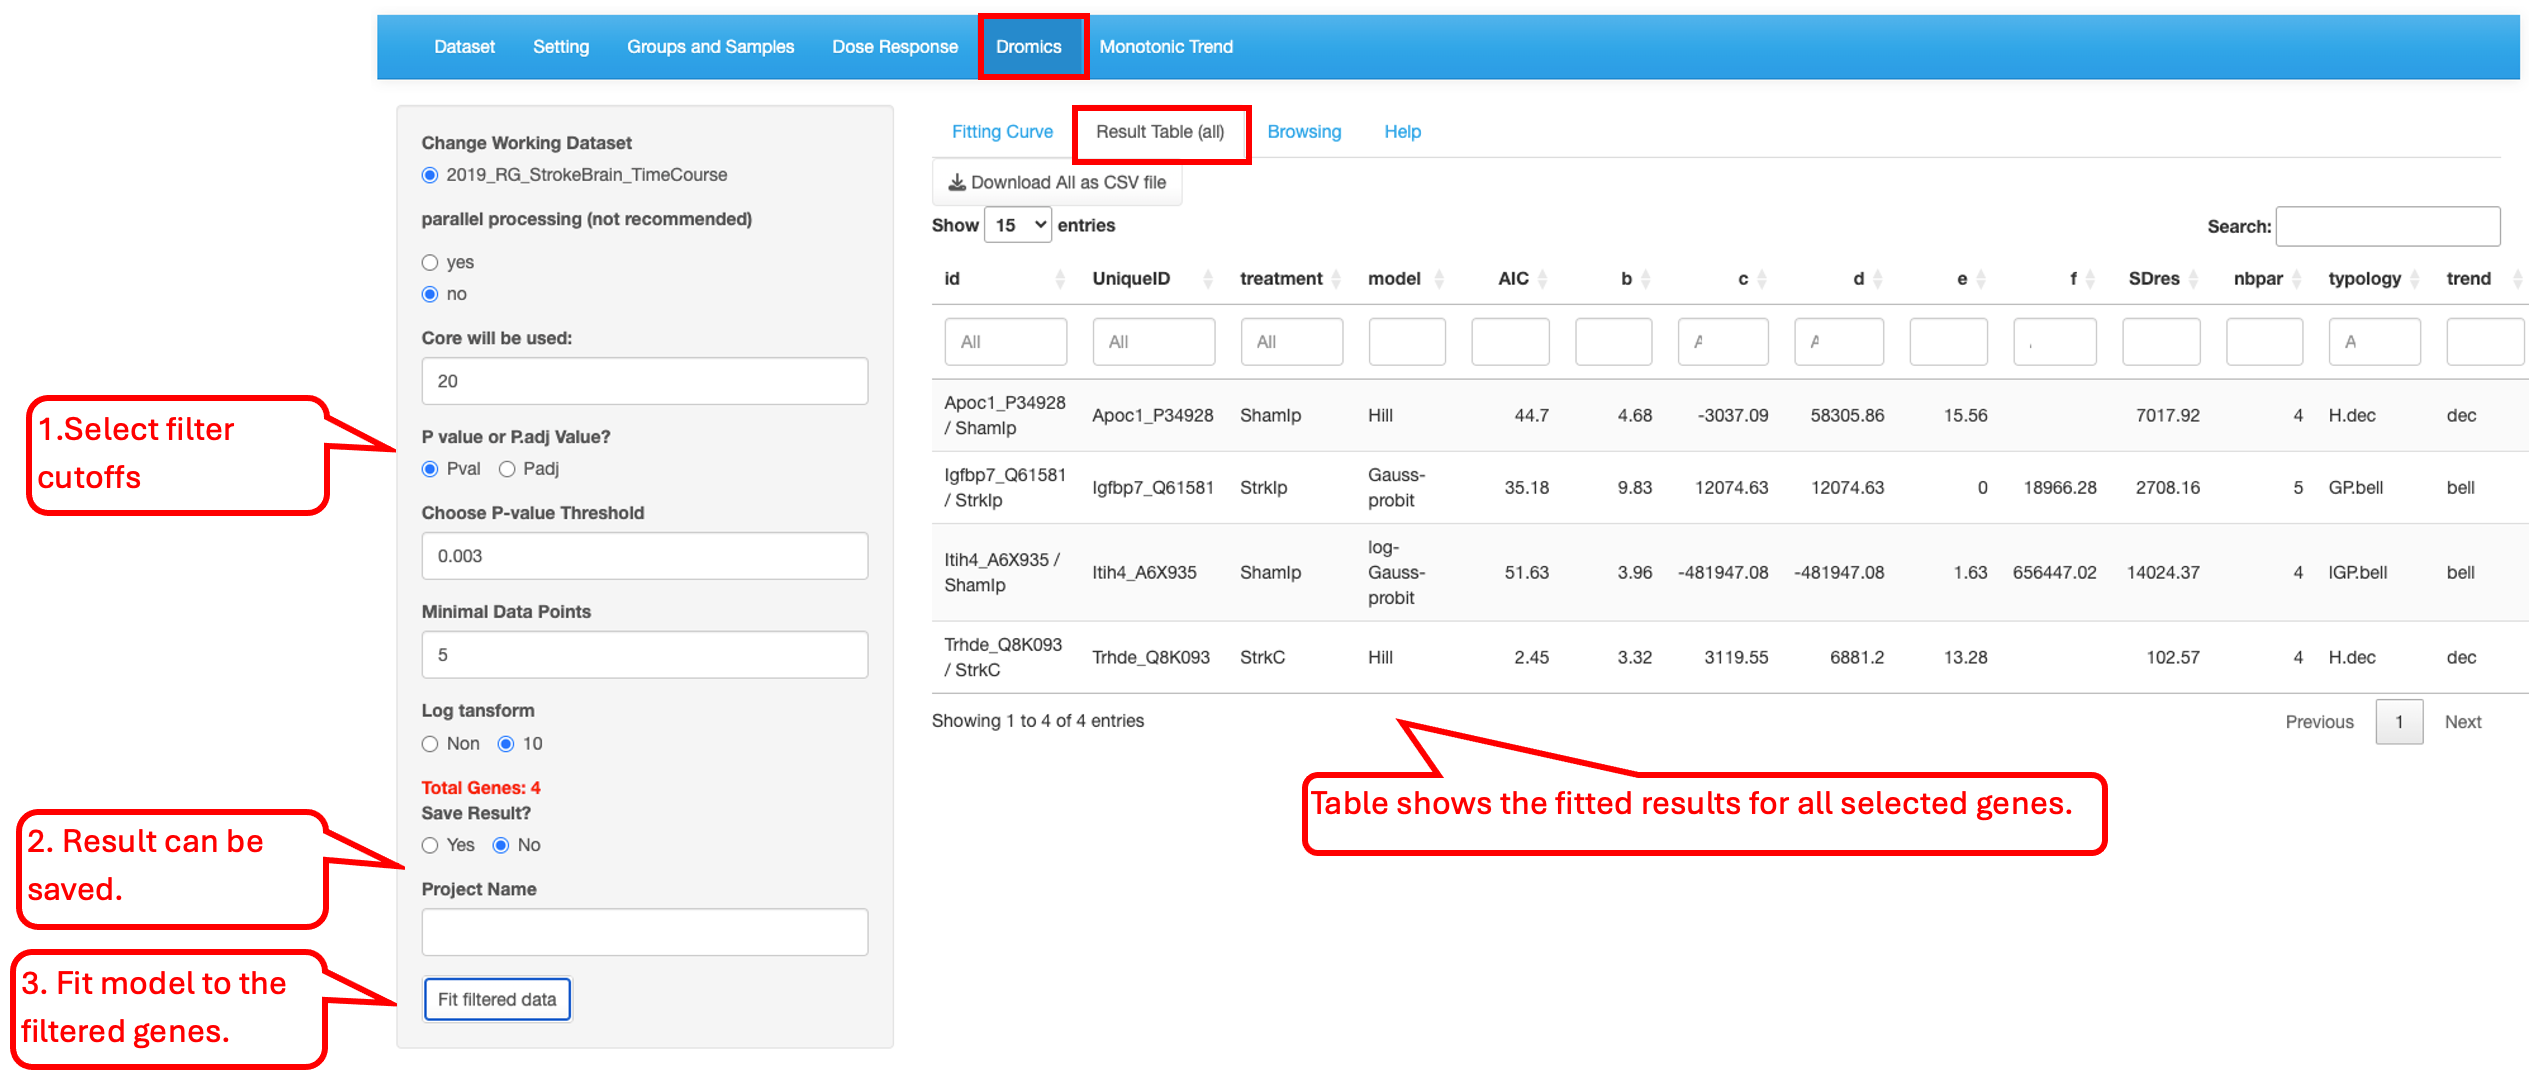 Dataset Setting Groups and Samples Dose Response Dromics Monotonic Trend
Change Working Dataset
2019_RG_StrokeBrain_TimeCourse
parallel processing (not recommended)
yes
no
Core will be used:
20
P value or P.adj Value?
Pval Padj
Choose P-value Threshold
0.003
Minimal Data Points
5
Log tansform
Non 10
Total Genes: 4
Save Result?
Yes No
Project Name
Fit filtered data
1.Select filter
cutoffs
2. Result can be
saved.
3. Fit model to the
filtered genes.
Fitting Curve Result Table (all) Browsing Help
Download All as CSV file
Show 15 entries Search:
id UniqueID treatment model AIC b c d e f SDres nbpar typology trend
All All All A A A
Apoc1_P34928
/ ShamIp Apoc1_P34928 ShamIp Hill 44.7 4.68 -3037.09 58305.86 15.56 7017.92 4 H.dec dec
Igfbp7_Q61581
/ StrkIp Igfbp7_Q61581 StrkIp Gauss-
probit 35.18 9.83 12074.63 12074.63 0 18966.28 2708.16 5 GP.bell bell
Itih4_A6X935 /
ShamIp Itih4_A6X935 ShamIp log-
Gauss-
probit 51.63 3.96 -481947.08 -481947.08 1.63 656447.02 14024.37 4 lGP.bell bell
Trhde_Q8K093
/ StrkC Trhde_Q8K093 StrkC Hill 2.45 3.32 3119.55 6881.2 13.28 102.57 4 H.dec dec
Showing 1 to 4 of 4 entries Previous 1 Next
Table shows the fitted results for all selected genes.